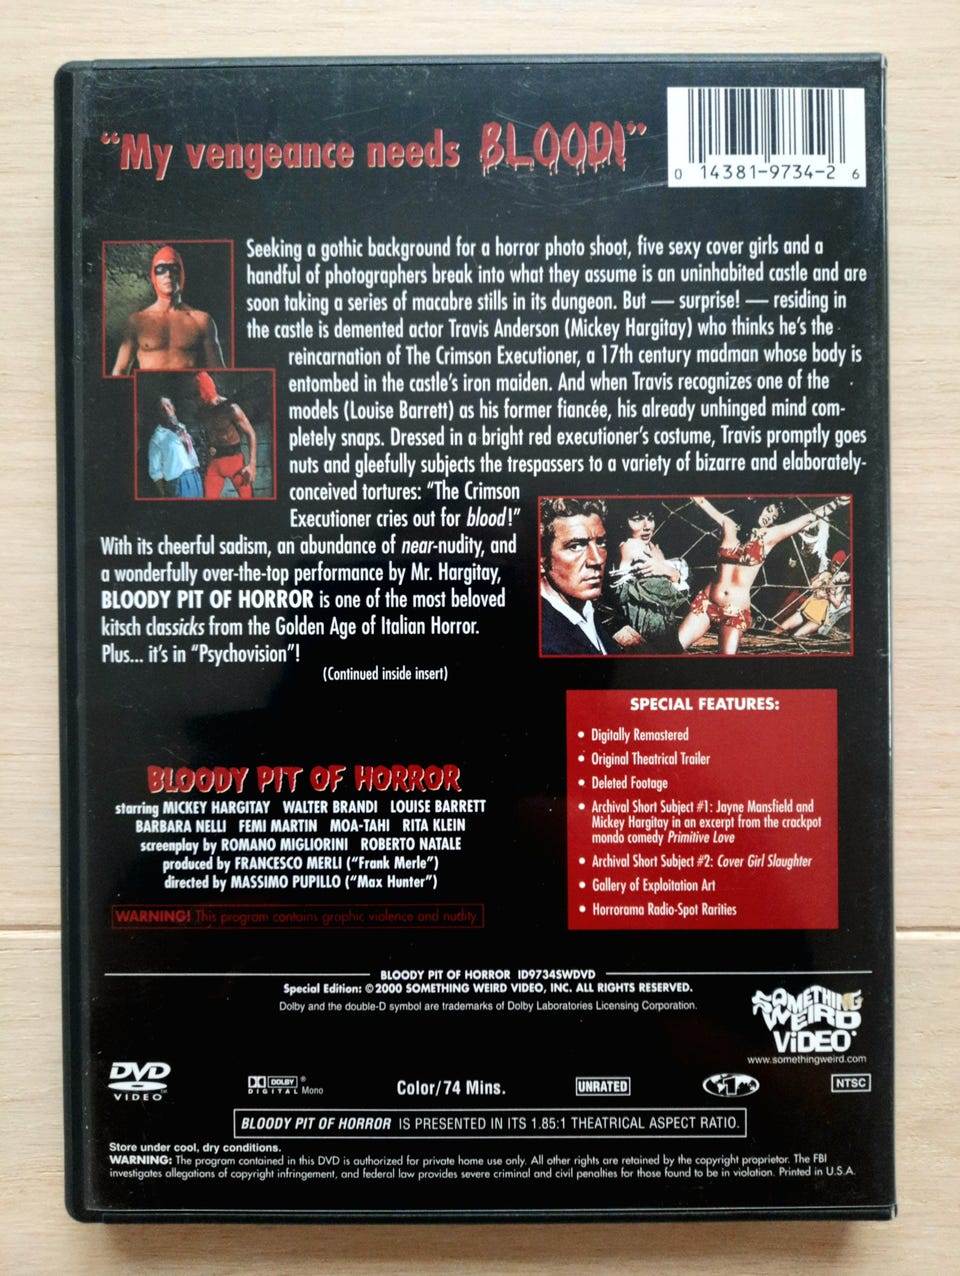 “My vengeance needs BLOOD!”
0 14381-9734-2 6
Seeking a gothic background for a horror photo shoot, five sexy cover girls and a
handful of photographers break into what they assume is an uninhabited castle and are
soon taking a series of macabre stills in its dungeon. But — surprise! — residing in
the castle is demented actor Travis Anderson (Mickey Hargitay) who thinks he's the
reincarnation of The Crimson Executioner, a 17th century madman whose body is
entombed in the castle's iron maiden. And when Travis recognizes one of the
models (Louise Barrett) as his former fiancée, his already unhinged mind com-
pletely snaps. Dressed in a bright red executioner's costume, Travis promptly goes
nuts and gleefully subjects the trespassers to a variety of bizarre and elaborately-
conceived tortures: “The Crimson
Executioner cries out for blood!”
With its cheerful sadism, an abundance of near-nudity, and
a wonderfully over-the-top performance by Mr. Hargitay,
BLOODY PIT OF HORROR is one of the most beloved
kitsch classicks from the Golden Age of Italian Horror.
Plus... it's in “Psychovision”!
(Continued inside insert)
BLOODY PIT OF HORROR
starring MICKEY HARGITAY WALTER BRANDI LOUISE BARRETT
BARBARA NELLI FEMI MARTIN MOA-TAHI RITA KLEIN
screenplay by ROMANO MIGLIORINI ROBERTO NATALE
produced by FRANCESCO MERLI (“Frank Merle”)
directed by MASSIMO PUPILLO (“Max Hunter”)
WARNING! This program contains graphic violence and nudity.
SPECIAL FEATURES:
• Digitally Remastered
• Original Theatrical Trailer
• Deleted Footage
• Archival Short Subject #1: Jayne Mansfield and
Mickey Hargitay in an excerpt from the crackpot
mondo comedy Primitive Love
• Archival Short Subject #2: Cover Girl Slaughter
• Gallery of Exploitation Art
• Horrorama Radio-Spot Rarities
BLOODY PIT OF HORROR ID9734SWDVD
Special Edition: © 2000 SOMETHING WEIRD VIDEO, INC. ALL RIGHTS RESERVED.
Dolby and the double-D symbol are trademarks of Dolby Laboratories Licensing Corporation.
SOMETHING
WEIRD
VIDEO
www.somethingweird.com
DVD
VIDEO™
DOLBY®
DIGITAL Mono
Color/74 Mins.
UNRATED
1
NTSC
BLOODY PIT OF HORROR IS PRESENTED IN ITS 1.85:1 THEATRICAL ASPECT RATIO.
Store under cool, dry conditions.
WARNING: The program contained in this DVD is authorized for private home use only. All other rights are retained by the copyright proprietor. The FBI
investigates allegations of copyright infringement, and federal law provides severe criminal and civil penalties for those found to be in violation. Printed in U.S.A.